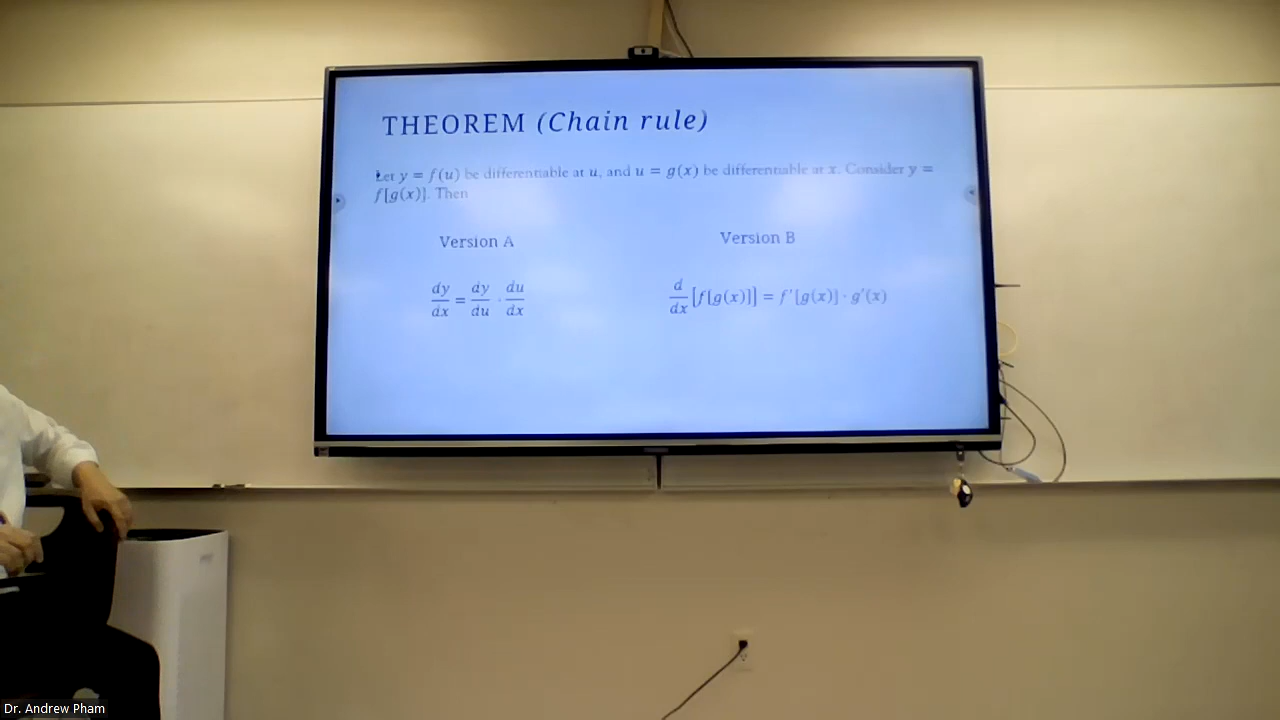 THEOREM (Chain rule)
Let y = f(u) be differentiable at u, and u = g(x) be differentiable at x. Consider y =
f[g(x)]. Then
Version A
Version B
dy/dx = dy/du · du/dx
d/dx [f[g(x)]] = f'[g(x)] · g'(x)
Dr. Andrew Pham